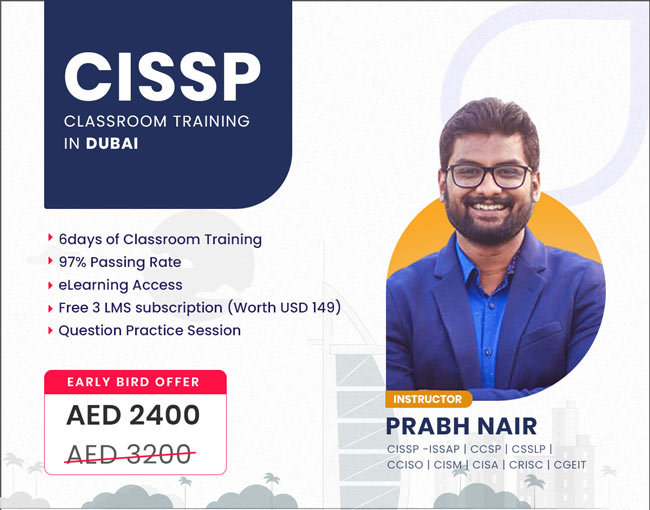 CISSP
CLASSROOM TRAINING
IN DUBAI
6days of Classroom Training
97% Passing Rate
eLearning Access
Free 3 LMS subscription (Worth USD 149)
Question Practice Session
EARLY BIRD OFFER
AED 2400
AED 3200
INSTRUCTOR
PRABH NAIR
CISSP -ISSAP | CCSP | CSSLP |
CCISO | CISM | CISA | CRISC | CGEIT